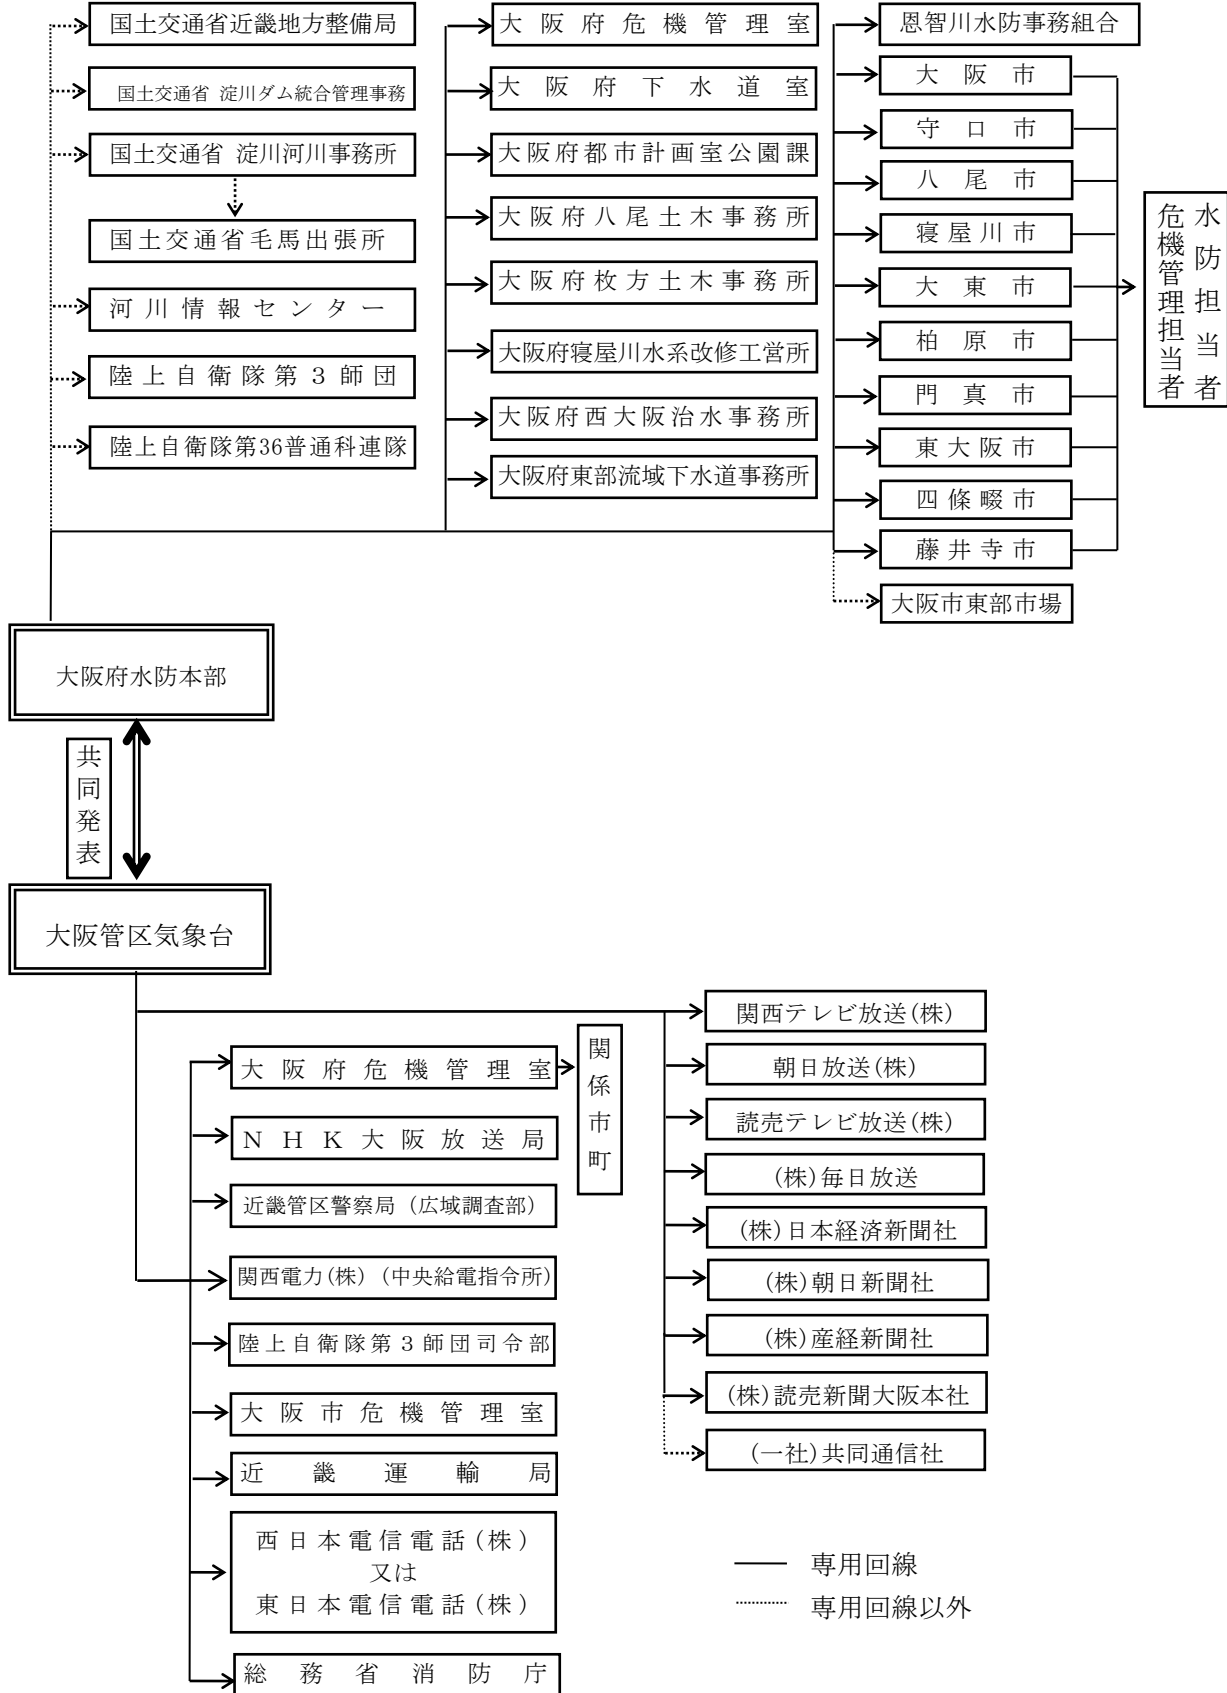 国土交通省近畿地方整備局
国土交通省 淀川ダム統合管理事務
国土交通省 淀川河川事務所
国土交通省毛馬出張所
河川情報センター
陸上自衛隊第３師団
陸上自衛隊第36普通科連隊
大阪府危機管理室
大阪府下水道室
大阪府都市計画室公園課
大阪府八尾土木事務所
大阪府枚方土木事務所
大阪府寝屋川水系改修工営所
大阪府西大阪治水事務所
大阪府東部流域下水道事務所
恩智川水防事務組合
大阪市
守口市
八尾市
寝屋川市
大東市
柏原市
門真市
東大阪市
四條畷市
藤井寺市
大阪市東部市場
水防担当者
危機管理担当者
大阪府水防本部
共同発表
大阪管区気象台
大阪府危機管理室
関係市町
ＮＨＫ大阪放送局
近畿管区警察局（広域調査部）
関西電力(株)（中央給電指令所）
陸上自衛隊第３師団司令部
大阪市危機管理室
近畿運輸局
西日本電信電話(株)
又は
東日本電信電話(株)
総務省消防庁
関西テレビ放送(株)
朝日放送(株)
読売テレビ放送(株)
(株)毎日放送
(株)日本経済新聞社
(株)朝日新聞社
(株)産経新聞社
(株)読売新聞大阪本社
(一社)共同通信社
専用回線
専用回線以外